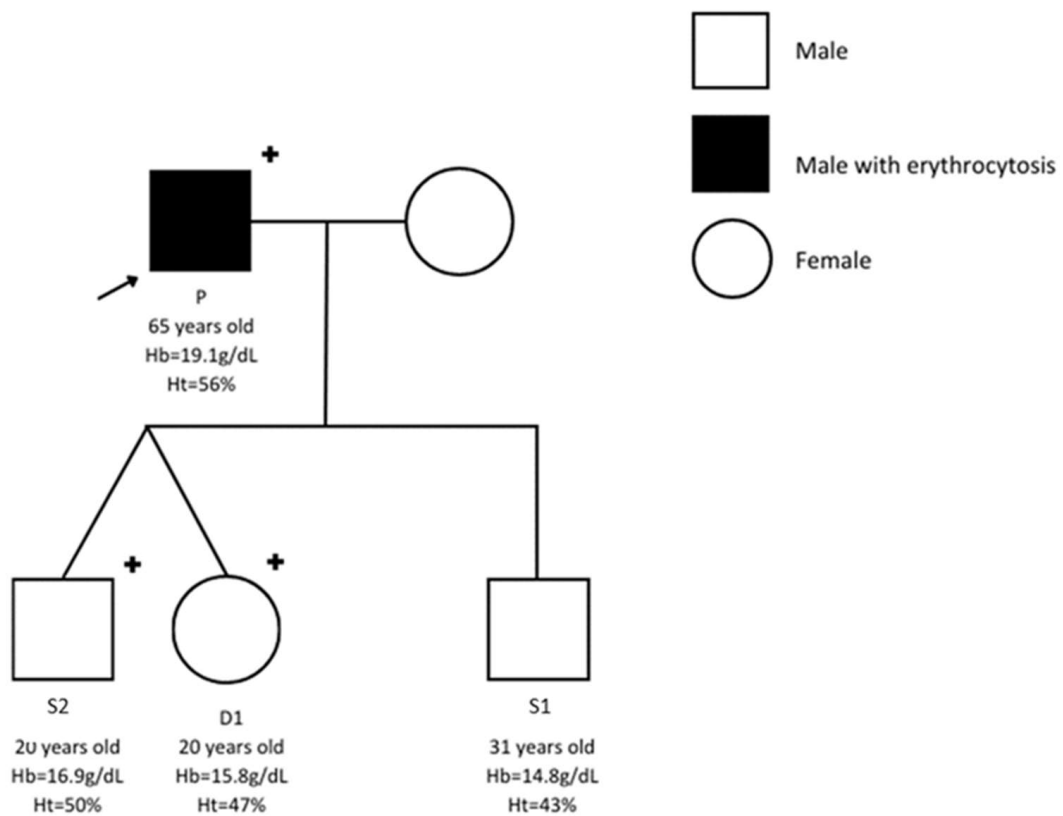 Male
Male with erythrocytosis
Female
P
65 years old
Hb=19.1g/dL
Ht=56%
S2
20 years old
Hb=16.9g/dL
Ht=50%
D1
20 years old
Hb=15.8g/dL
Ht=47%
S1
31 years old
Hb=14.8g/dL
Ht=43%